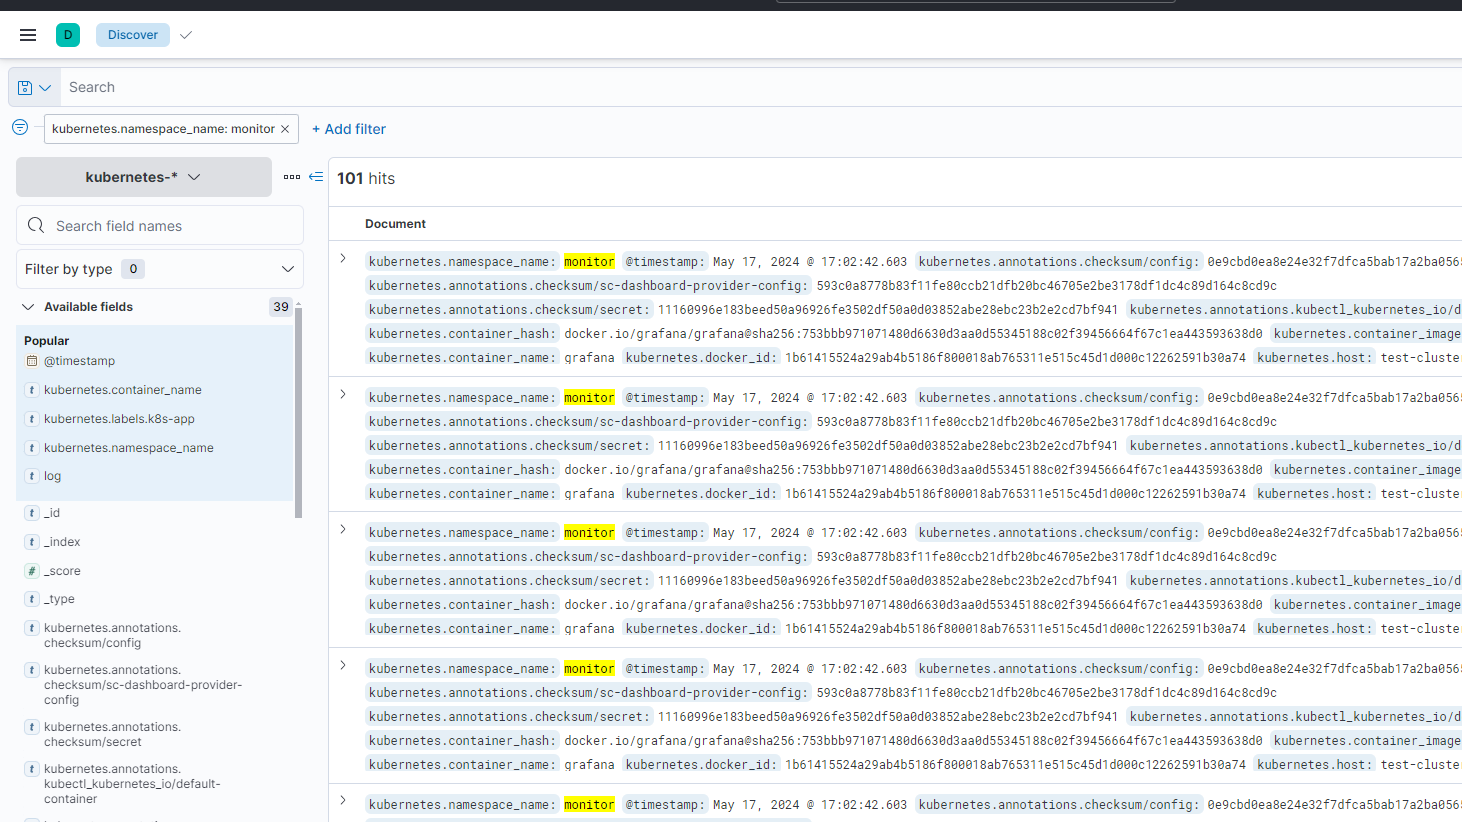 D Discover
Search
kubernetes.namespace_name: monitor × + Add filter
kubernetes-*
101 hits
Search field names
Document
Filter by type 0
Available fields 39
Popular
@timestamp
kubernetes.container_name
kubernetes.labels.k8s-app
kubernetes.namespace_name
log
_id
_index
_score
_type
kubernetes.annotations.
checksum/config
kubernetes.annotations.
checksum/sc-dashboard-provider-
config
kubernetes.annotations.
checksum/secret
kubernetes.annotations.
kubectl_kubernetes_io/default-
container
kubernetes.namespace_name: monitor @timestamp: May 17, 2024 @ 17:02:42.603 kubernetes.annotations.checksum/config: 0e9cbd0ea8e24e32f7dfca5bab17a2ba056
kubernetes.annotations.checksum/sc-dashboard-provider-config: 593c0a8778b83f11fe80ccb21dfb20bc46705e2be3178df1dc4c89d164c8cd9c
kubernetes.annotations.checksum/secret: 11160996e183beed50a96926fe3502df50a0d03852abe28ebc23b2e2cd7bf941 kubernetes.annotations.kubectl_kubernetes_io/d
kubernetes.container_hash: docker.io/grafana/grafana@sha256:753bbb971071480d6630d3aa0d55345188c02f39456664f67c1ea443593638d0 kubernetes.container_image
kubernetes.container_name: grafana kubernetes.docker_id: 1b61415524a29ab4b5186f800018ab765311e515c45d1d000c12262591b30a74 kubernetes.host: test-cluste
kubernetes.namespace_name: monitor @timestamp: May 17, 2024 @ 17:02:42.603 kubernetes.annotations.checksum/config: 0e9cbd0ea8e24e32f7dfca5bab17a2ba056
kubernetes.annotations.checksum/sc-dashboard-provider-config: 593c0a8778b83f11fe80ccb21dfb20bc46705e2be3178df1dc4c89d164c8cd9c
kubernetes.annotations.checksum/secret: 11160996e183beed50a96926fe3502df50a0d03852abe28ebc23b2e2cd7bf941 kubernetes.annotations.kubectl_kubernetes_io/d
kubernetes.container_hash: docker.io/grafana/grafana@sha256:753bbb971071480d6630d3aa0d55345188c02f39456664f67c1ea443593638d0 kubernetes.container_image
kubernetes.container_name: grafana kubernetes.docker_id: 1b61415524a29ab4b5186f800018ab765311e515c45d1d000c12262591b30a74 kubernetes.host: test-cluste
kubernetes.namespace_name: monitor @timestamp: May 17, 2024 @ 17:02:42.603 kubernetes.annotations.checksum/config: 0e9cbd0ea8e24e32f7dfca5bab17a2ba056
kubernetes.annotations.checksum/sc-dashboard-provider-config: 593c0a8778b83f11fe80ccb21dfb20bc46705e2be3178df1dc4c89d164c8cd9c
kubernetes.annotations.checksum/secret: 11160996e183beed50a96926fe3502df50a0d03852abe28ebc23b2e2cd7bf941 kubernetes.annotations.kubectl_kubernetes_io/d
kubernetes.container_hash: docker.io/grafana/grafana@sha256:753bbb971071480d6630d3aa0d55345188c02f39456664f67c1ea443593638d0 kubernetes.container_image
kubernetes.container_name: grafana kubernetes.docker_id: 1b61415524a29ab4b5186f800018ab765311e515c45d1d000c12262591b30a74 kubernetes.host: test-cluste
kubernetes.namespace_name: monitor @timestamp: May 17, 2024 @ 17:02:42.603 kubernetes.annotations.checksum/config: 0e9cbd0ea8e24e32f7dfca5bab17a2ba056
kubernetes.annotations.checksum/sc-dashboard-provider-config: 593c0a8778b83f11fe80ccb21dfb20bc46705e2be3178df1dc4c89d164c8cd9c
kubernetes.annotations.checksum/secret: 11160996e183beed50a96926fe3502df50a0d03852abe28ebc23b2e2cd7bf941 kubernetes.annotations.kubectl_kubernetes_io/d
kubernetes.container_hash: docker.io/grafana/grafana@sha256:753bbb971071480d6630d3aa0d55345188c02f39456664f67c1ea443593638d0 kubernetes.container_image
kubernetes.container_name: grafana kubernetes.docker_id: 1b61415524a29ab4b5186f800018ab765311e515c45d1d000c12262591b30a74 kubernetes.host: test-cluste
kubernetes.namespace_name: monitor @timestamp: May 17, 2024 @ 17:02:42.603 kubernetes.annotations.checksum/config: 0e9cbd0ea8e24e32f7dfca5bab17a2ba056